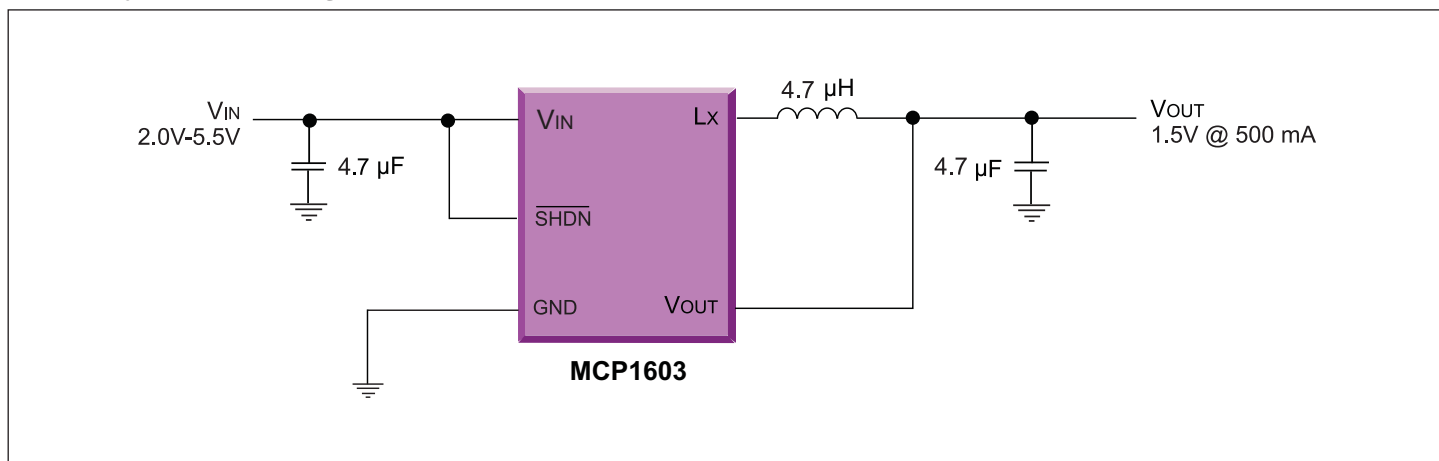 VIN
2.0V-5.5V
4.7 µF
VIN
SHDN
GND
LX
VOUT
MCP1603
4.7 µH
4.7 µF
VOUT
1.5V @ 500 mA